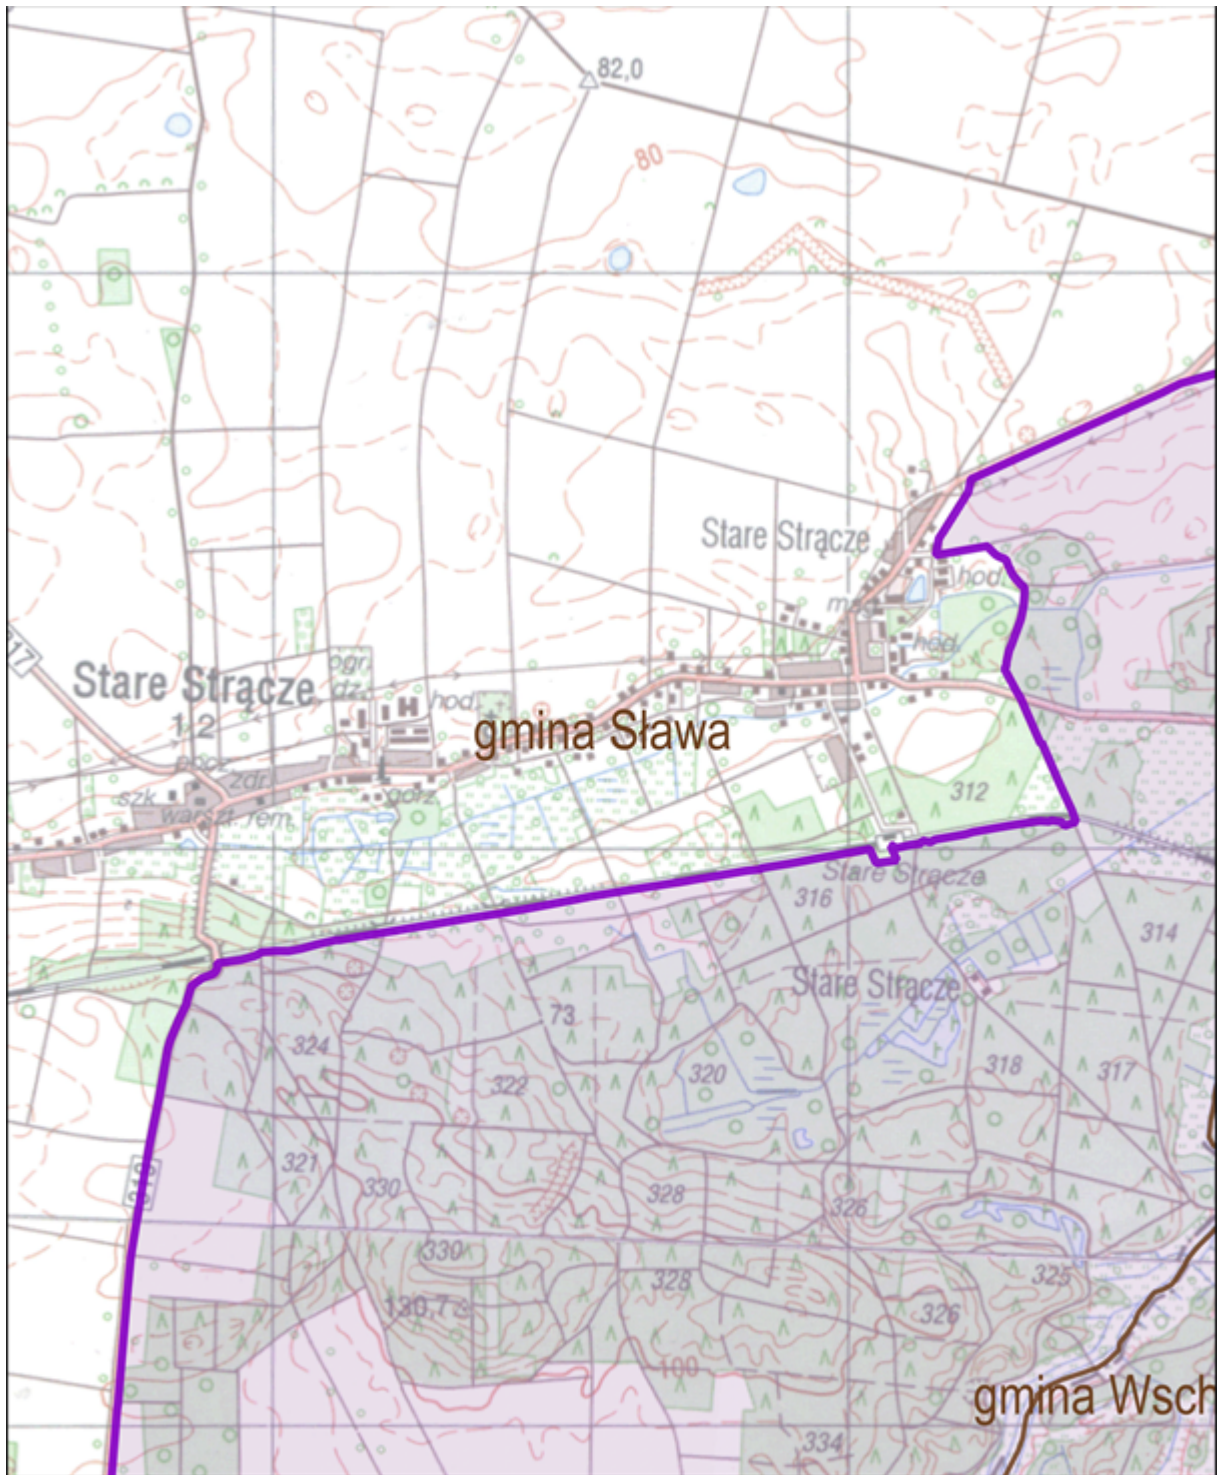 82,0
80
Stare Strącze
hod.
hod.
ogr.
dz.
Stare Strącze
hod.
gmina Sława
1,2
zdr.
szk.
gorz.
warszt. rem.
312
Stare Strącze
316
314
Stare Strącze
73
324
322
320
318
317
321
330
328
326
330
328
325
130,7
326
100
gmina Wsch
334